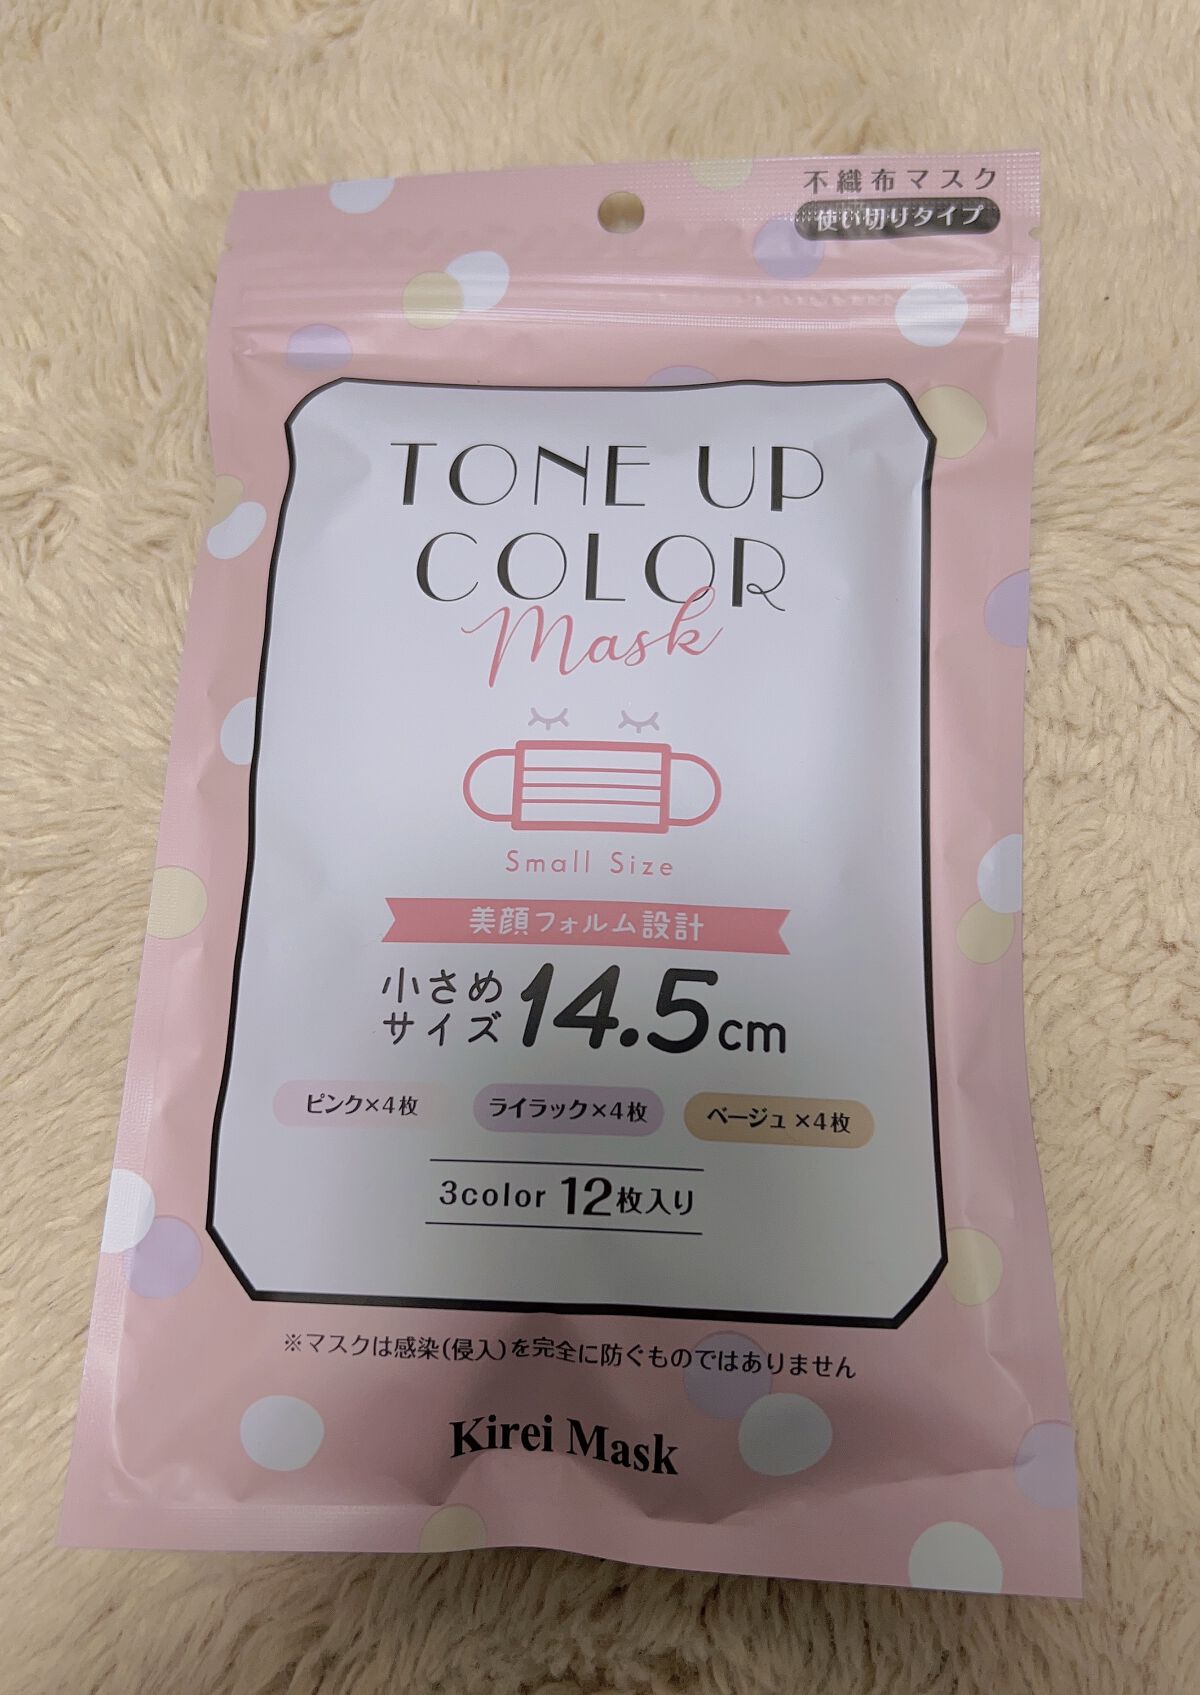 不織布マスク
使い切りタイプ
TONE UP
COLOR
Mask
Small Size
美顔フォルム設計
小さめ
サイズ 14.5cm
ピンク×4枚 ライラック×4枚 ベージュ×4枚
3color 12枚入り
※マスクは感染(侵入)を完全に防ぐものではありません
Kirei Mask